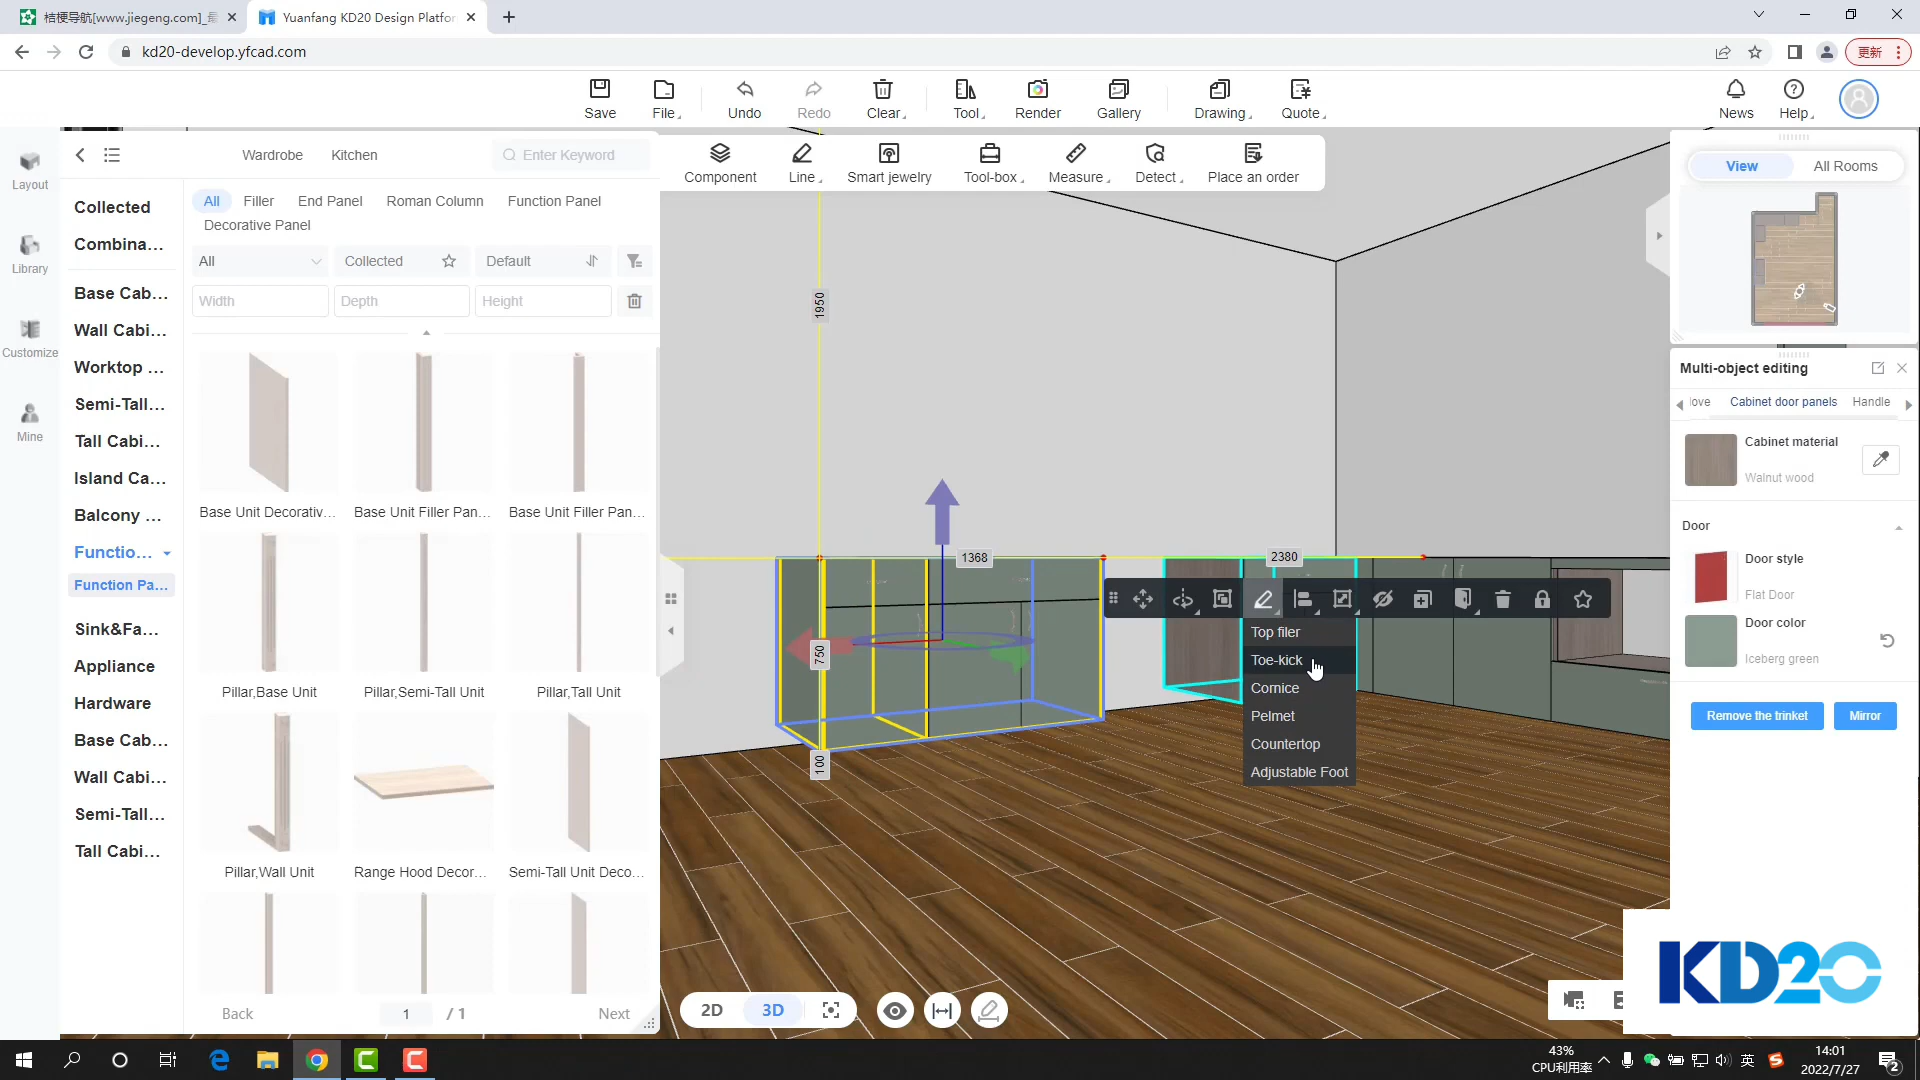 桔梗导航[www.jiegeng.com]_最
Yuanfang KD20 Design Platfor
kd20-develop.yfcad.com
更新
Save
File
Undo
Redo
Clear
Tool
Render
Gallery
Drawing
Quote
News
Help
Layout
Library
Customize
Mine
Wardrobe
Kitchen
Enter Keyword
Collected
Combina...
Base Cab...
Wall Cabi...
Worktop ...
Semi-Tall...
Tall Cabi...
Island Ca...
Balcony ...
Functio...
Function Pa...
Sink&Fa...
Appliance
Hardware
Base Cab...
Wall Cabi...
Semi-Tall...
Tall Cabi...
All
Filler
End Panel
Roman Column
Function Panel
Decorative Panel
All
Collected
Default
Width
Depth
Height
Base Unit Decorativ...
Base Unit Filler Pan...
Base Unit Filler Pan...
Pillar,Base Unit
Pillar,Semi-Tall Unit
Pillar,Tall Unit
Pillar,Wall Unit
Range Hood Decor...
Semi-Tall Unit Deco...
Back
1
/ 1
Next
Component
Line
Smart jewelry
Tool-box
Measure
Detect
Place an order
1950
1368
2380
750
100
Top filer
Toe-kick
Cornice
Pelmet
Countertop
Adjustable Foot
2D
3D
View
All Rooms
Multi-object editing
love
Cabinet door panels
Handle
Cabinet material
Walnut wood
Door
Door style
Flat Door
Door color
Iceberg green
Remove the trinket
Mirror
KD20
43%
CPU利用率
英
14:01
2022/7/27
2